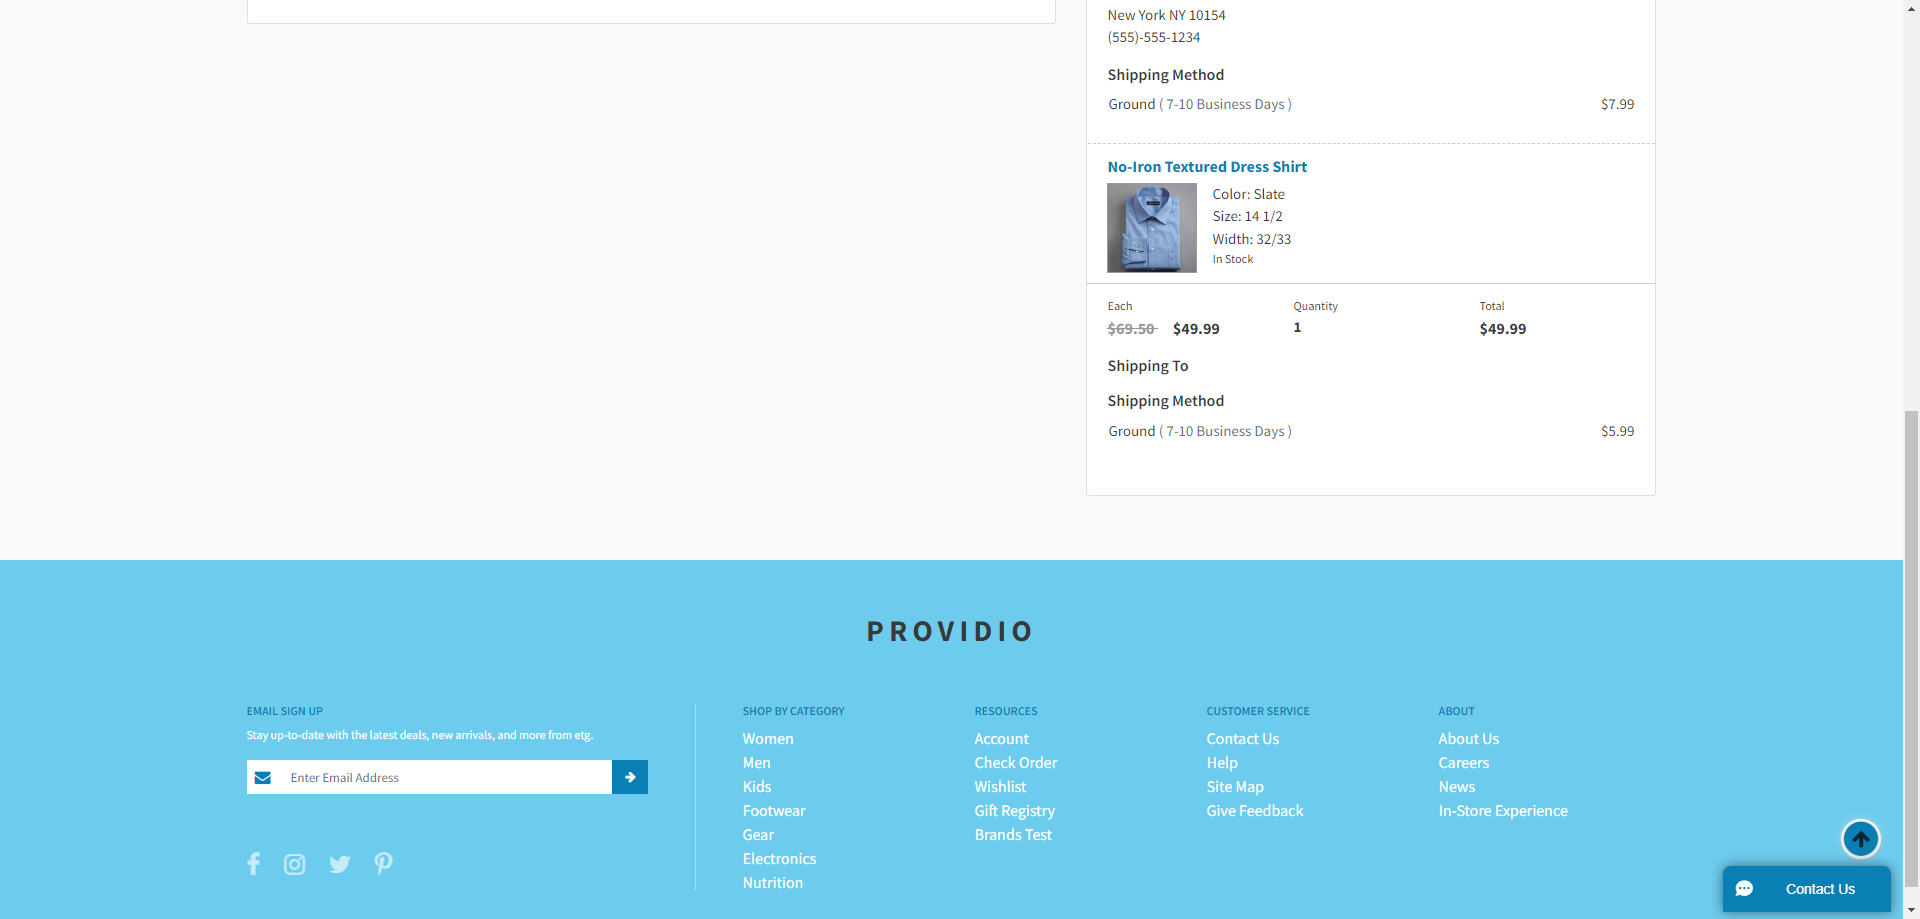 New York NY 10154
(555)-555-1234
Shipping Method
Ground ( 7-10 Business Days ) $7.99
No-Iron Textured Dress Shirt
Color: Slate
Size: 14 1/2
Width: 32/33
In Stock
Each Quantity Total
$69.50 $49.99 1 $49.99
Shipping To
Shipping Method
Ground ( 7-10 Business Days ) $5.99
PROVIDIO
EMAIL SIGN UP
Stay up-to-date with the latest deals, new arrivals, and more from etg.
Enter Email Address
SHOP BY CATEGORY
Women
Men
Kids
Footwear
Gear
Electronics
Nutrition
RESOURCES
Account
Check Order
Wishlist
Gift Registry
Brands Test
CUSTOMER SERVICE
Contact Us
Help
Site Map
Give Feedback
ABOUT
About Us
Careers
News
In-Store Experience
Contact Us